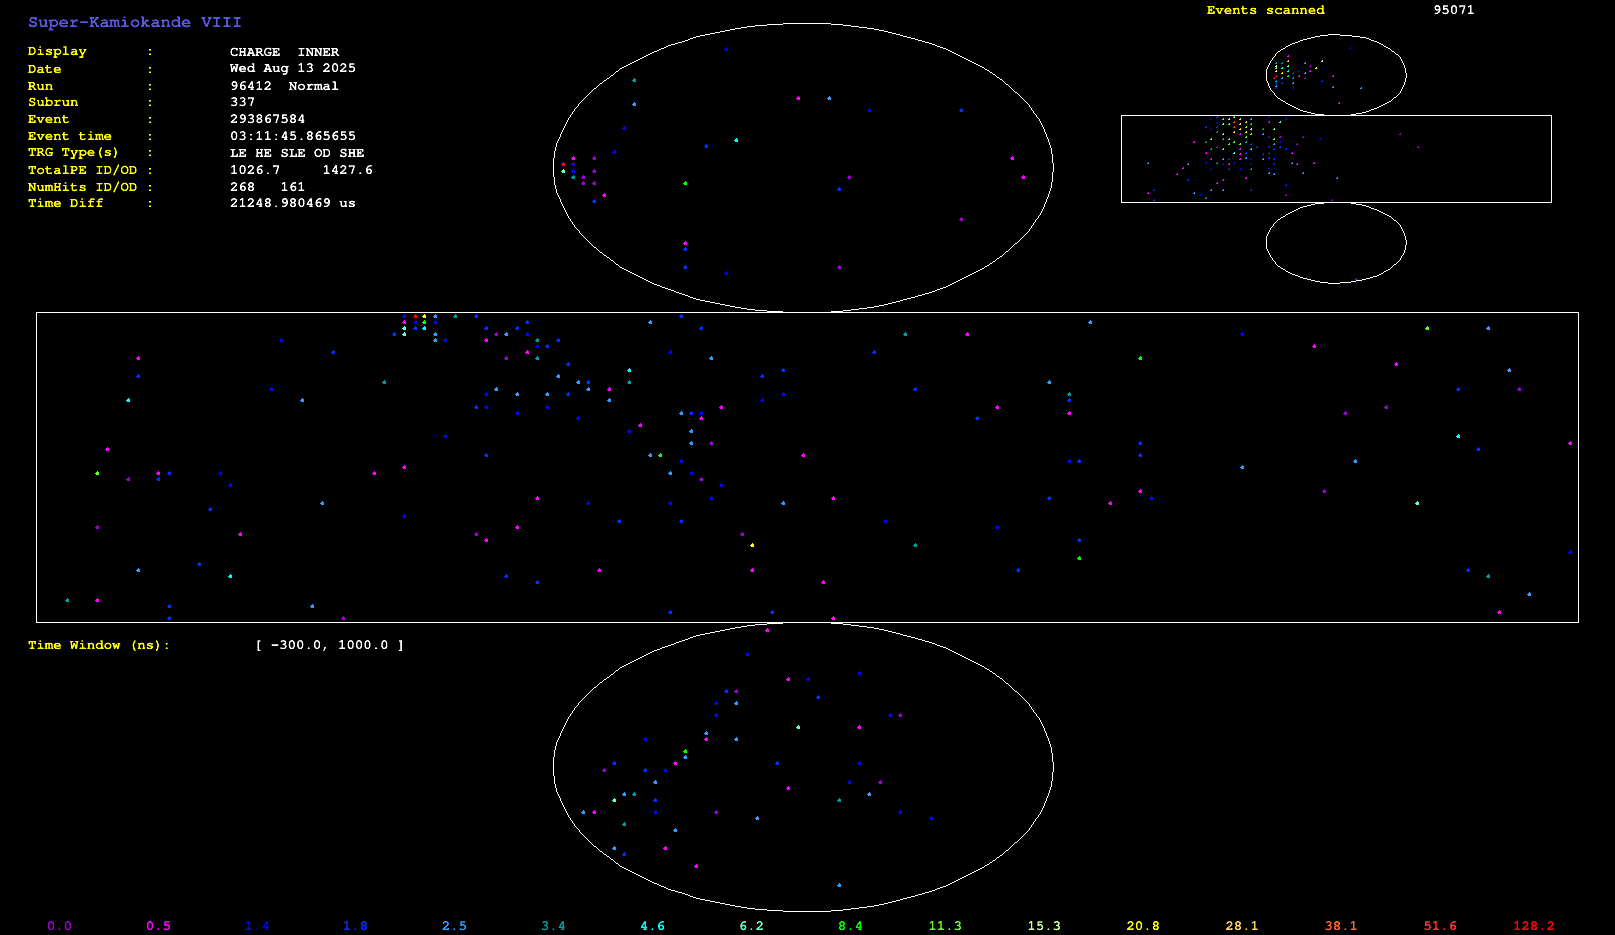 Super-Kamiokande VIII
Events scanned 95071
Display : CHARGE INNER
Date : Wed Aug 13 2025
Run : 96412 Normal
Subrun : 337
Event : 293867584
Event time : 03:11:45.865655
TRG Type(s) : LE HE SLE OD SHE
TotalPE ID/OD : 1026.7 1427.6
NumHits ID/OD : 268 161
Time Diff : 21248.980469 us
Time Window (ns): [ -300.0, 1000.0 ]
0.0 0.5 1.4 1.8 2.5 3.4 4.6 6.2 8.4 11.3 15.3 20.8 28.1 38.1 51.6 128.2